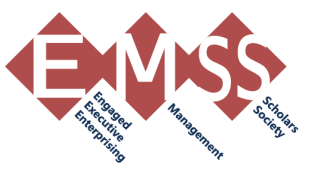 EMSS
Engaged
Executive
Enterprising
Management
Scholars
Society